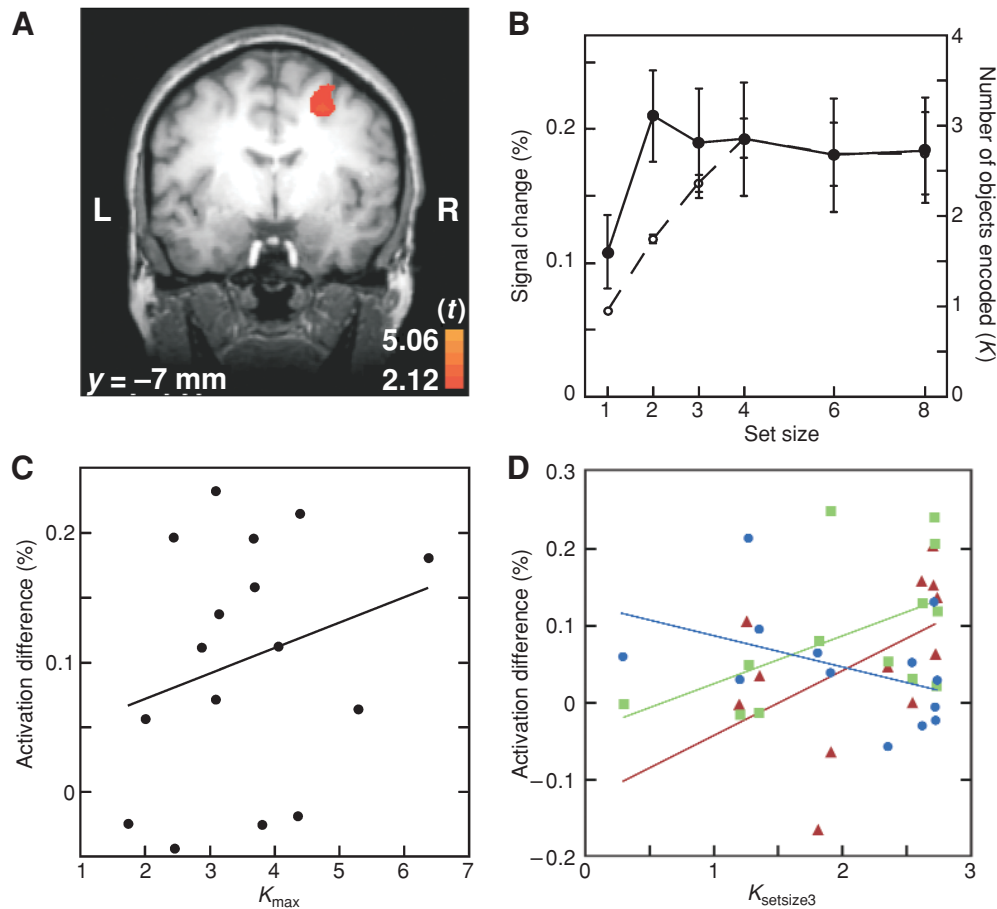 A
L
R
(t)
5.06
2.12
y = –7 mm
B
Signal change (%)
0.2
0.1
0
4
3
2
1
0
Number of objects encoded (K)
1 2 3 4 6 8
Set size
C
Activation difference (%)
0.2
0.1
0
1 2 3 4 5 6 7
Kmax
D
Activation difference (%)
0.3
0.2
0.1
0
−0.1
−0.2
0 1 2 3
Ksetsize3